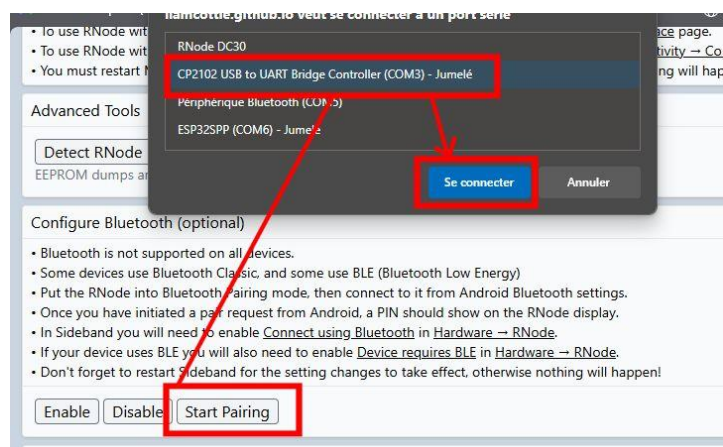 liamcottle.github.io veut se connecter à un port série
• To use RNode wit
• To use RNode wit
• You must restart
ace page.
tivity → Co
ng will hap
RNode DC30
CP2102 USB to UART Bridge Controller (COM3) - Jumelé
Périphérique Bluetooth (COM5)
ESP32SPP (COM6) - Jumelé
Se connecter
Annuler
Advanced Tools
Detect RNode
EEPROM dumps ar
Configure Bluetooth (optional)
• Bluetooth is not supported on all devices.
• Some devices use Bluetooth Classic, and some use BLE (Bluetooth Low Energy)
• Put the RNode into Bluetooth Pairing mode, then connect to it from Android Bluetooth settings.
• Once you have initiated a pair request from Android, a PIN should show on the RNode display.
• In Sideband you will need to enable Connect using Bluetooth in Hardware → RNode.
• If your device uses BLE you will also need to enable Device requires BLE in Hardware → RNode.
• Don't forget to restart Sideband for the setting changes to take effect, otherwise nothing will happen!
Enable
Disable
Start Pairing